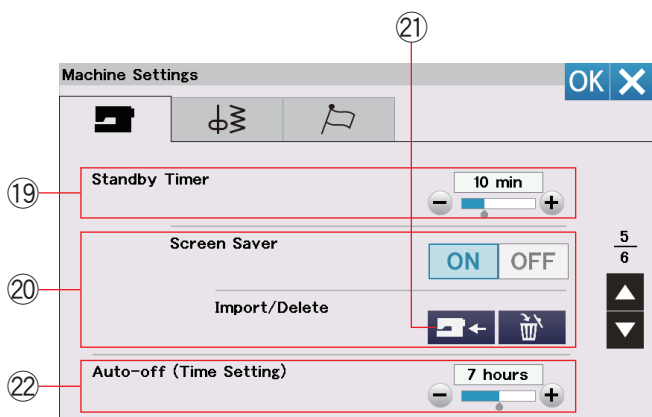 ㉑
Machine Settings
OK
⑲
Standby Timer
10 min
⑳
Screen Saver
ON OFF
5
6
Import/Delete
㉒
Auto-off (Time Setting)
7 hours